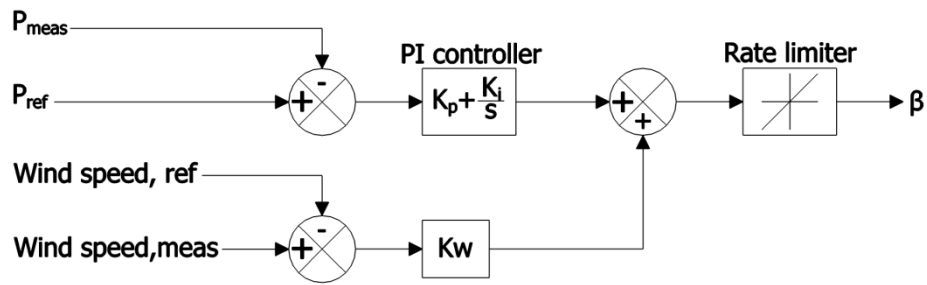 P_meas
PI controller
Rate limiter
-
P_ref
+
K_p+K_i/s
+
+
β
Wind speed, ref
-
Wind speed,meas
+
Kw